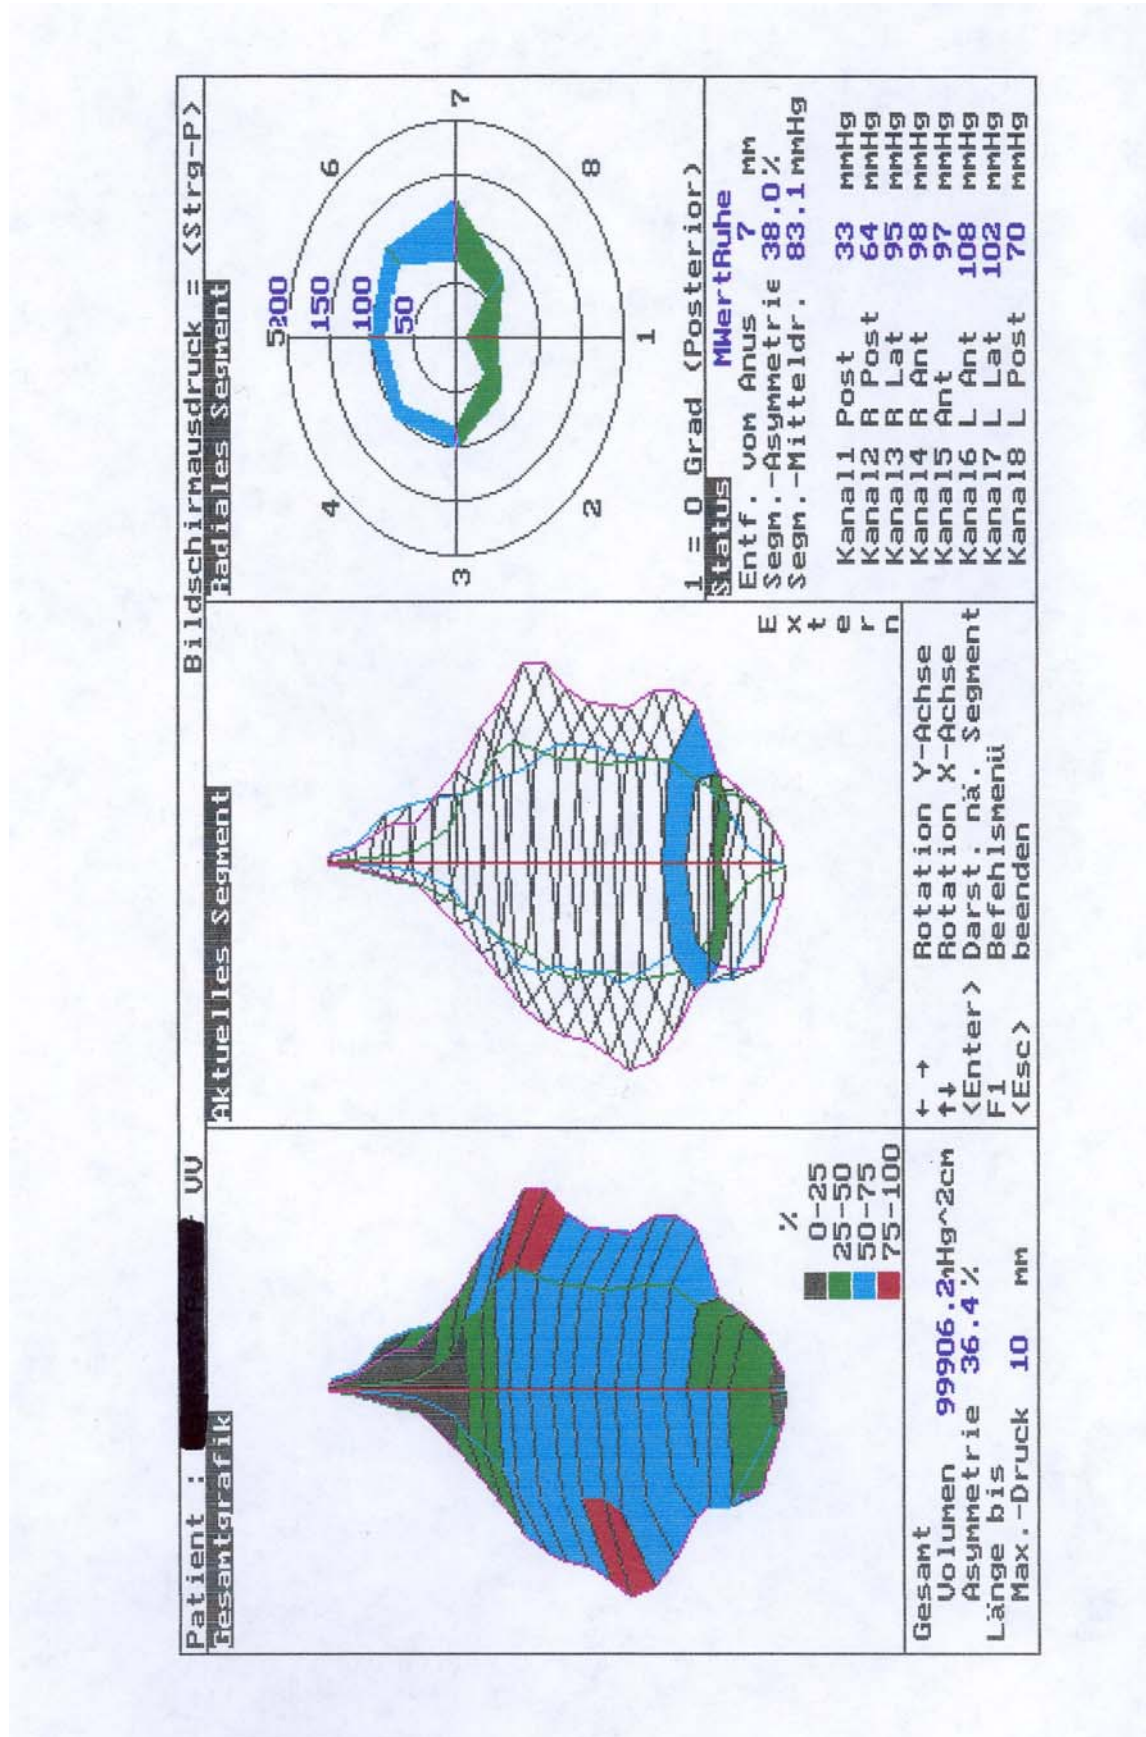 Patient : VV Bildschirmausdruck = <Strg-P>
Gesamtgrafik
%
0-25
25-50
50-75
75-100
Gesamt
Volumen 99906.2mHg^2cm
Asymmetrie 36.4 %
Länge bis
Max.-Druck 10 mm
Aktuelles Segment
E
x
t
e
r
n
← → Rotation Y-Achse
↑↓ Rotation X-Achse
<Enter> Darst. nä. Segment
F1 Befehlsmenü
<Esc> beenden
Radiales Segment
5 200
150
100
50
4
6
3
7
2
8
1
1 = 0 Grad (Posterior)
Status MWertRuhe
Entf. vom Anus 7 mm
Segm.-Asymmetrie 38.0 %
Segm.-Mitteldr. 83.1 mmHg
Kanal1 Post 33 mmHg
Kanal2 R Post 64 mmHg
Kanal3 R Lat 95 mmHg
Kanal4 R Ant 98 mmHg
Kanal5 Ant 97 mmHg
Kanal6 L Ant 108 mmHg
Kanal7 L Lat 102 mmHg
Kanal8 L Post 70 mmHg